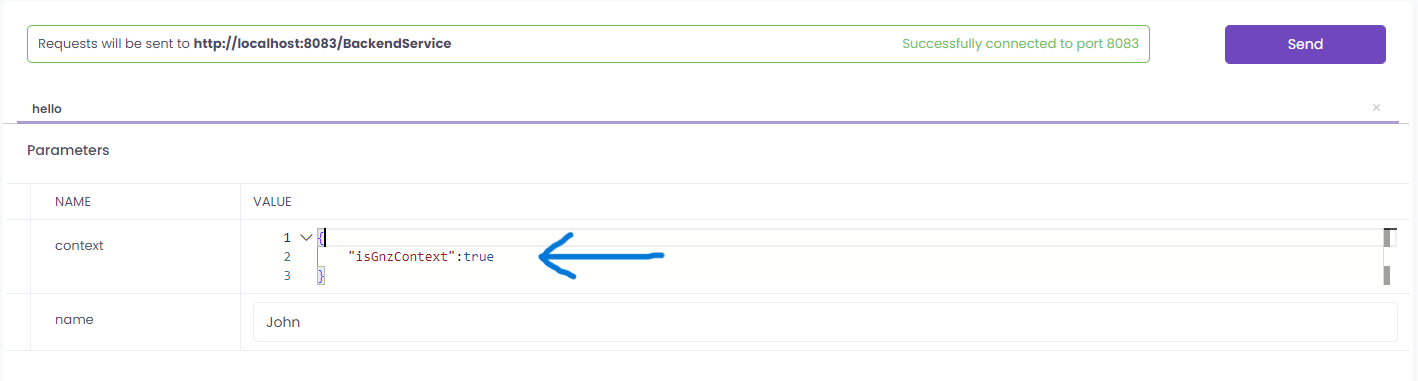 Requests will be sent to http://localhost:8083/BackendService Successfully connected to port 8083
Send
hello ×
Parameters
NAME VALUE
context
1 {
2 "isGnzContext":true
3 }
name John